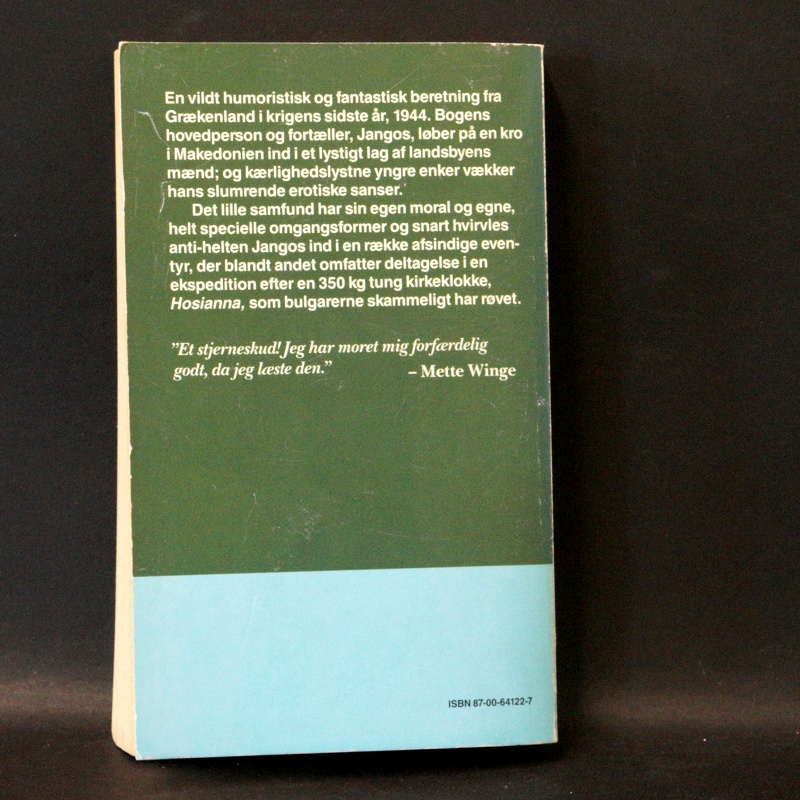 En vildt humoristisk og fantastisk beretning fra
Grækenland i krigens sidste år, 1944. Bogens
hovedperson og fortæller, Jangos, løber på en kro
i Makedonien ind i et lystigt lag af landsbyens
mænd; og kærlighedslystne yngre enker vækker
hans slumrende erotiske sanser.
Det lille samfund har sin egen moral og egne,
helt specielle omgangsformer og snart hvirvles
anti-helten Jangos ind i en række afsindige even-
tyr, der blandt andet omfatter deltagelse i en
ekspedition efter en 350 kg tung kirkeklokke,
Hosianna, som bulgarerne skammeligt har røvet.
”Et stjerneskud! Jeg har moret mig forfærdelig
godt, da jeg læste den.” – Mette Winge
ISBN 87-00-64122-7